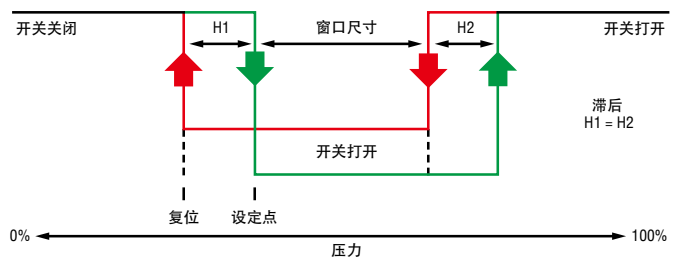 开关关闭
H1
窗口尺寸
H2
开关打开
滞后
H1 = H2
开关打开
复位
设定点
0%
100%
压力